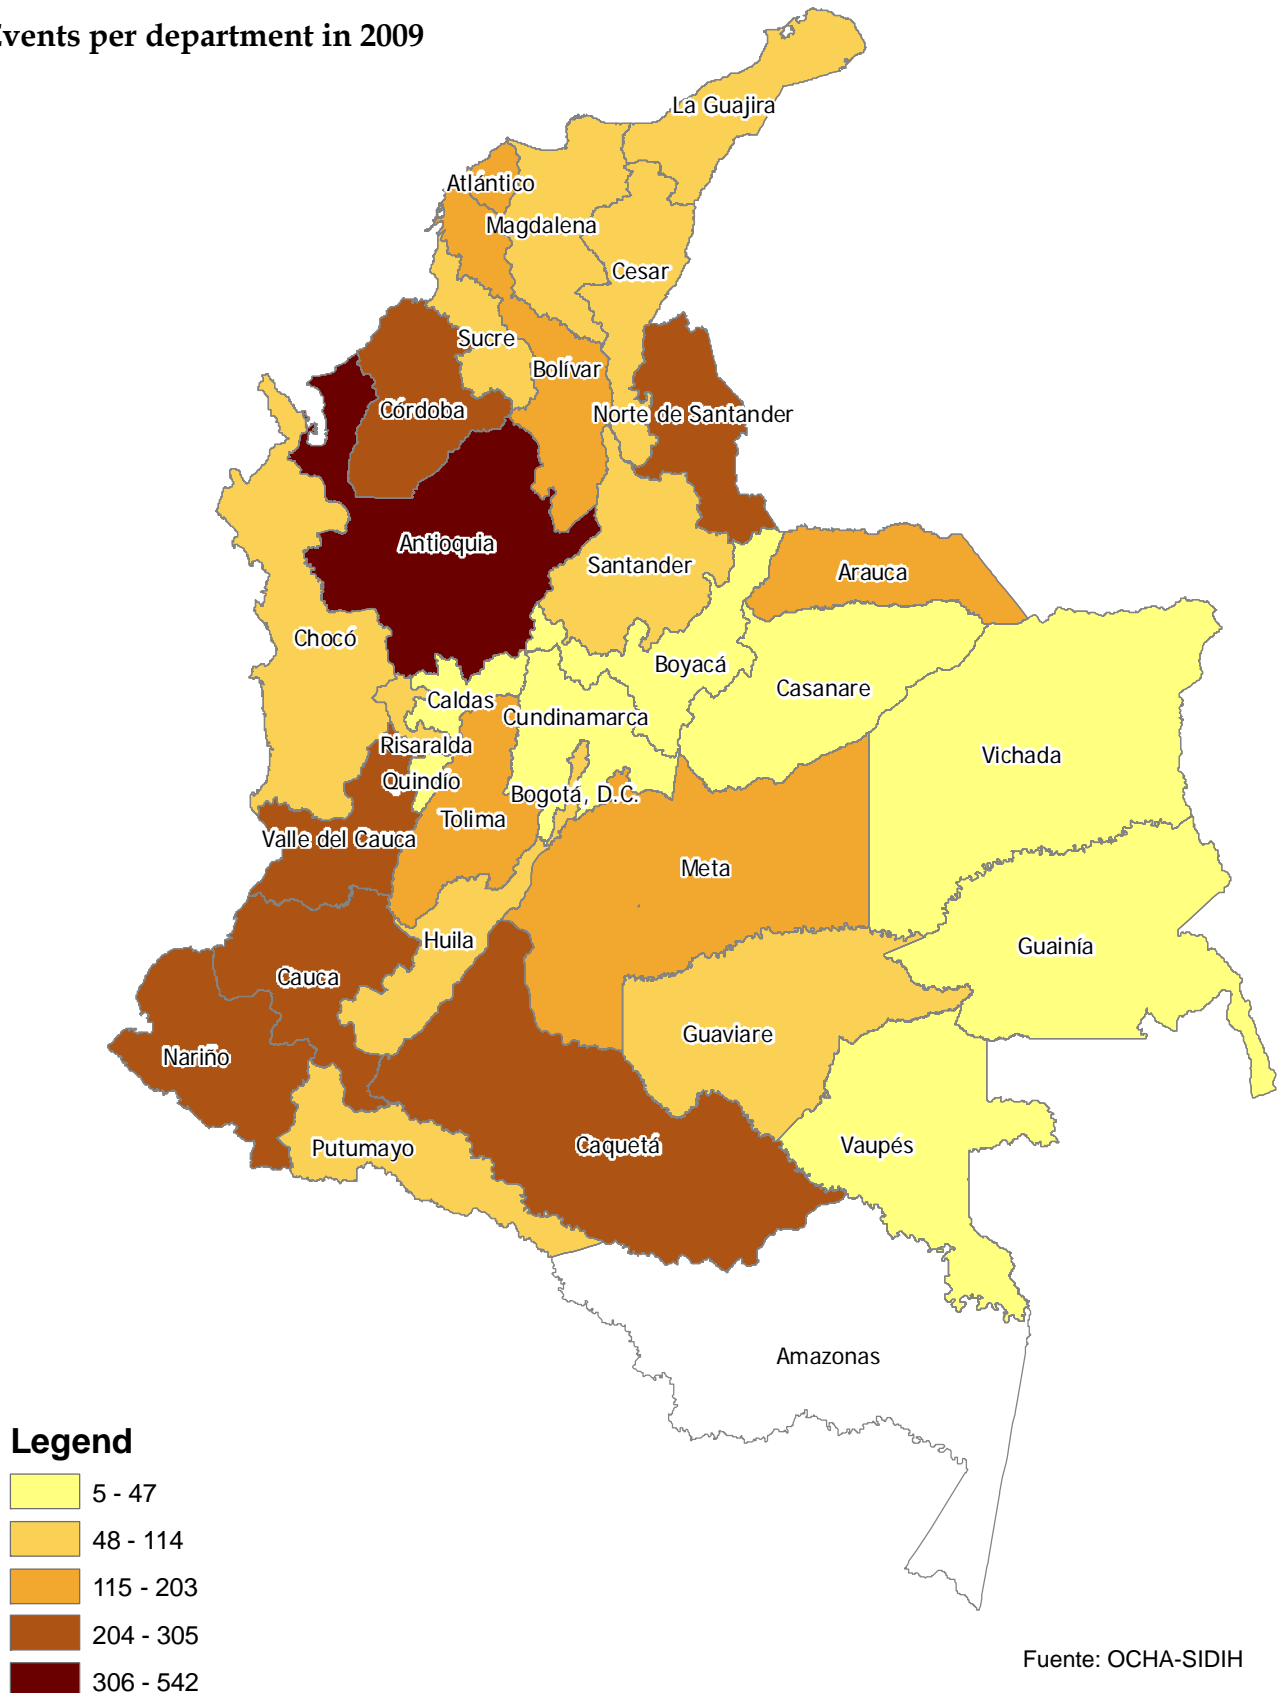 Events per department in 2009
La Guajira
Atlántico
Magdalena
Cesar
Sucre
Bolívar
Córdoba
Norte de Santander
Antioquia
Santander
Arauca
Chocó
Boyacá
Casanare
Caldas
Cundinamarca
Risaralda
Vichada
Quindío
Bogotá, D.C.
Tolima
Valle del Cauca
Meta
Huila
Guainía
Cauca
Guaviare
Nariño
Putumayo
Caquetá
Vaupés
Amazonas
Legend
5 - 47
48 - 114
115 - 203
204 - 305
306 - 542
Fuente: OCHA-SIDIH